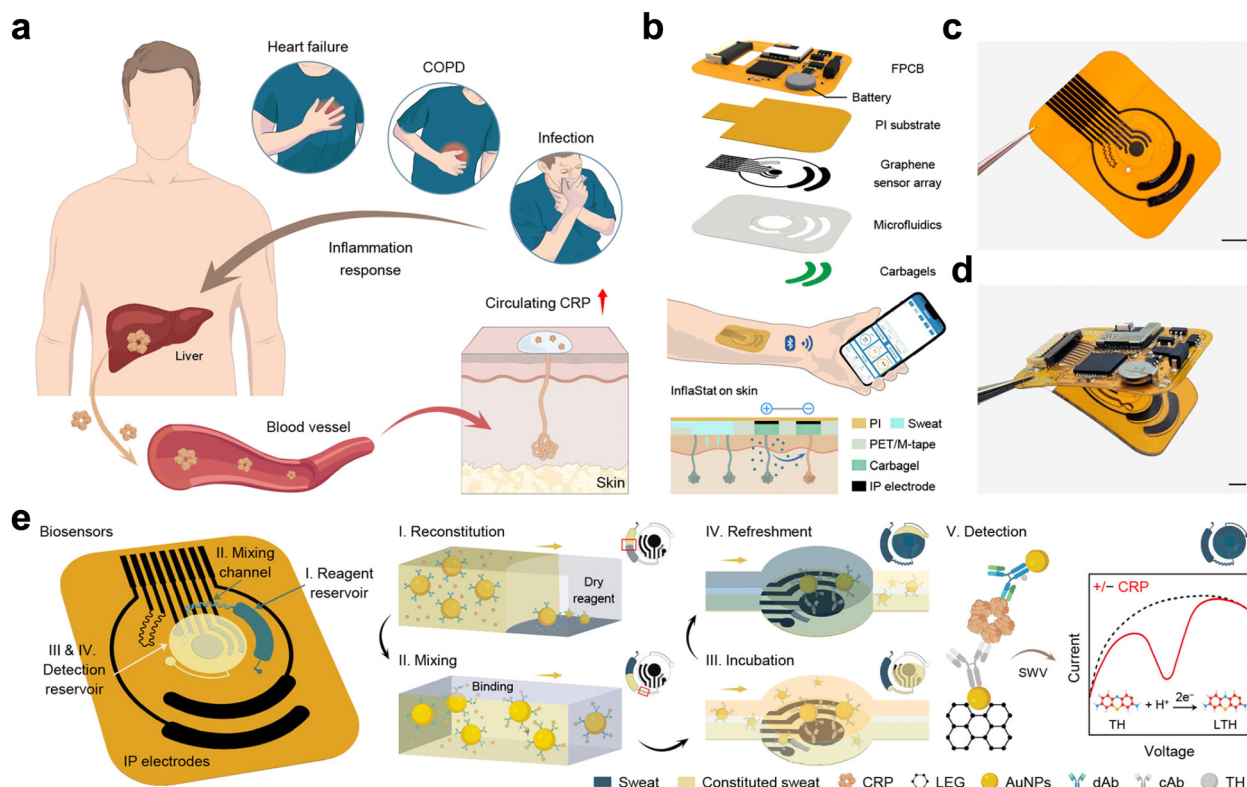 a
Heart failure
COPD
Infection
Inflammation
response
Liver
Circulating CRP
Blood vessel
Skin
b
FPCB
Battery
PI substrate
Graphene
sensor array
Microfluidics
Carbagels
InflaStat on skin
PI
Sweat
PET/M-tape
Carbagel
IP electrode
c
d
e
Biosensors
II. Mixing
channel
I. Reagent
reservoir
III & IV.
Detection
reservoir
IP electrodes
I. Reconstitution
Dry
reagent
II. Mixing
Binding
IV. Refreshment
III. Incubation
V. Detection
SWV
+/− CRP
Current
TH
+ H⁺
2e⁻
LTH
Voltage
Sweat
Constituted sweat
CRP
LEG
AuNPs
dAb
cAb
TH